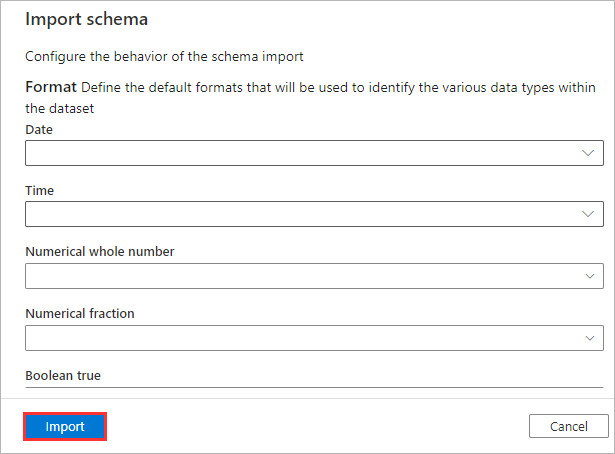 Import schema
Configure the behavior of the schema import
Format Define the default formats that will be used to identify the various data types within
the dataset
Date
Time
Numerical whole number
Numerical fraction
Boolean true
Import
Cancel